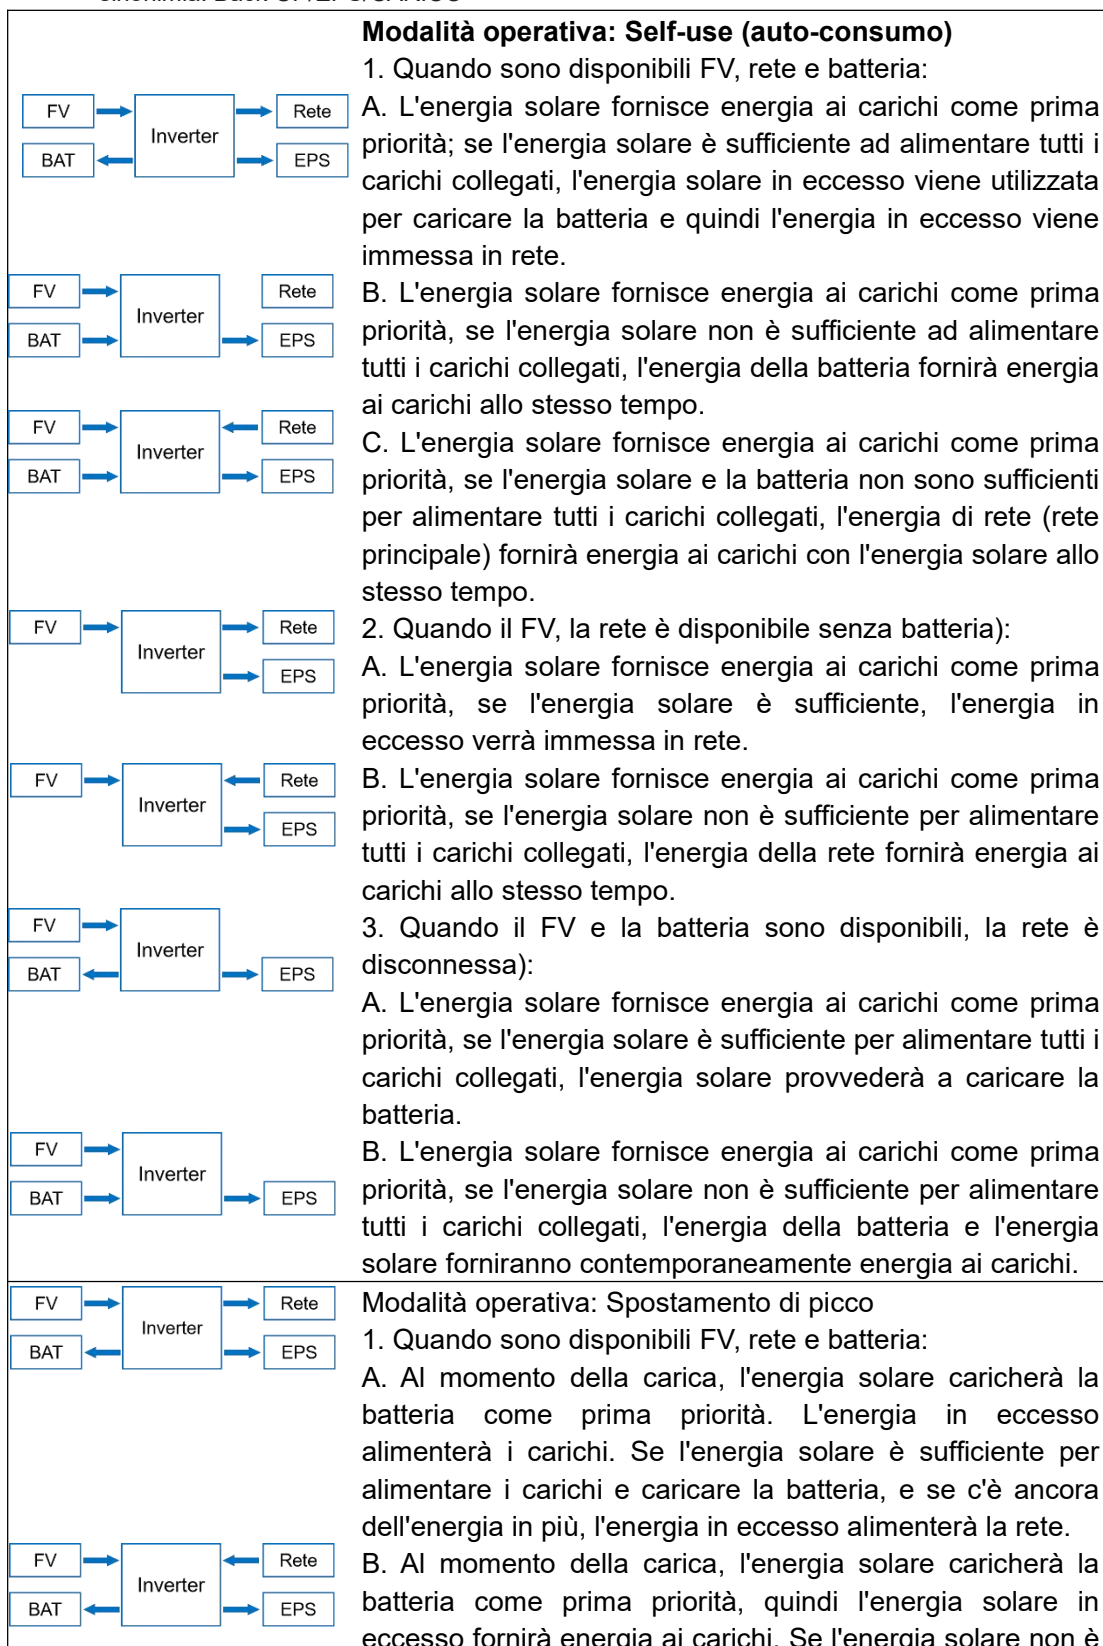 Modalità operativa: Self-use (auto-consumo)
1. Quando sono disponibili FV, rete e batteria:
FV
Inverter
Rete
BAT
EPS
A. L'energia solare fornisce energia ai carichi come prima
priorità; se l'energia solare è sufficiente ad alimentare tutti i
carichi collegati, l'energia solare in eccesso viene utilizzata
per caricare la batteria e quindi l'energia in eccesso viene
immessa in rete.
FV
Inverter
Rete
BAT
EPS
B. L'energia solare fornisce energia ai carichi come prima
priorità, se l'energia solare non è sufficiente ad alimentare
tutti i carichi collegati, l'energia della batteria fornirà energia
ai carichi allo stesso tempo.
FV
Inverter
Rete
BAT
EPS
C. L'energia solare fornisce energia ai carichi come prima
priorità, se l'energia solare e la batteria non sono sufficienti
per alimentare tutti i carichi collegati, l'energia di rete (rete
principale) fornirà energia ai carichi con l'energia solare allo
stesso tempo.
FV
Inverter
Rete
EPS
2. Quando il FV, la rete è disponibile senza batteria):
A. L'energia solare fornisce energia ai carichi come prima
priorità, se l'energia solare è sufficiente, l'energia in
eccesso verrà immessa in rete.
FV
Inverter
Rete
EPS
B. L'energia solare fornisce energia ai carichi come prima
priorità, se l'energia solare non è sufficiente per alimentare
tutti i carichi collegati, l'energia della rete fornirà energia ai
carichi allo stesso tempo.
FV
Inverter
BAT
EPS
3. Quando il FV e la batteria sono disponibili, la rete è
disconnessa):
A. L'energia solare fornisce energia ai carichi come prima
priorità, se l'energia solare è sufficiente per alimentare tutti i
carichi collegati, l'energia solare provvederà a caricare la
batteria.
FV
Inverter
BAT
EPS
B. L'energia solare fornisce energia ai carichi come prima
priorità, se l'energia solare non è sufficiente per alimentare
tutti i carichi collegati, l'energia della batteria e l'energia
solare forniranno contemporaneamente energia ai carichi.
FV
Inverter
Rete
BAT
EPS
Modalità operativa: Spostamento di picco
1. Quando sono disponibili FV, rete e batteria:
A. Al momento della carica, l'energia solare caricherà la
batteria come prima priorità. L'energia in eccesso
alimenterà i carichi. Se l'energia solare è sufficiente per
alimentare i carichi e caricare la batteria, e se c'è ancora
dell'energia in più, l'energia in eccesso alimenterà la rete.
FV
Inverter
Rete
BAT
EPS
B. Al momento della carica, l'energia solare caricherà la
batteria come prima priorità, quindi l'energia solare in
eccesso fornirà energia ai carichi. Se l'energia solare non è